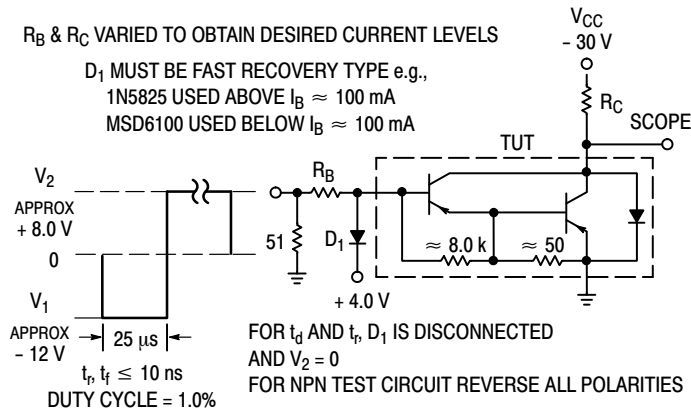 R_B & R_C VARIED TO OBTAIN DESIRED CURRENT LEVELS
D_1 MUST BE FAST RECOVERY TYPE e.g.,
1N5825 USED ABOVE I_B ≈ 100 mA
MSD6100 USED BELOW I_B ≈ 100 mA
V_CC
- 30 V
R_C
SCOPE
TUT
V_2
APPROX
+ 8.0 V
0
V_1
APPROX
- 12 V
25 μs
t_r, t_f ≤ 10 ns
DUTY CYCLE = 1.0%
R_B
51
D_1
+ 4.0 V
≈ 8.0 k
≈ 50
FOR t_d AND t_r, D_1 IS DISCONNECTED
AND V_2 = 0
FOR NPN TEST CIRCUIT REVERSE ALL POLARITIES